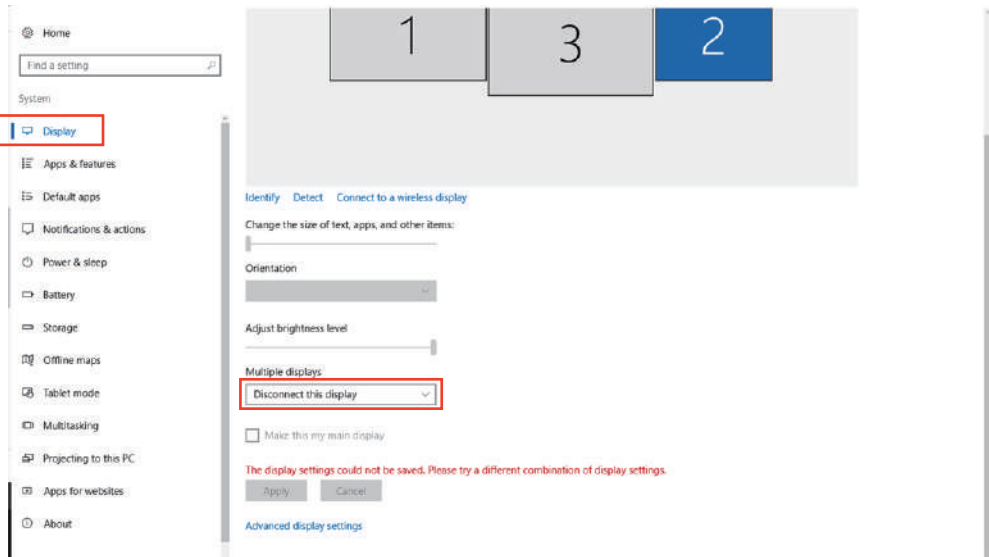 Home
Find a setting
System
Display
Apps & features
Default apps
Notifications & actions
Power & sleep
Battery
Storage
Offline maps
Tablet mode
Multitasking
Projecting to this PC
Apps for websites
About
1
3
2
Identify Detect Connect to a wireless display
Change the size of text, apps, and other items:
Orientation
Adjust brightness level
Multiple displays
Disconnect this display
Make this my main display
The display settings could not be saved. Please try a different combination of display settings.
Apply Cancel
Advanced display settings